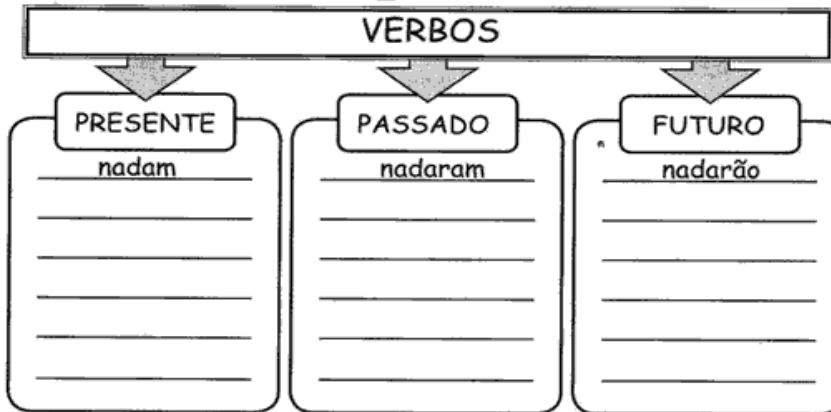 VERBOS
PRESENTE
PASSADO
FUTURO
nadam
nadaram
nadarão